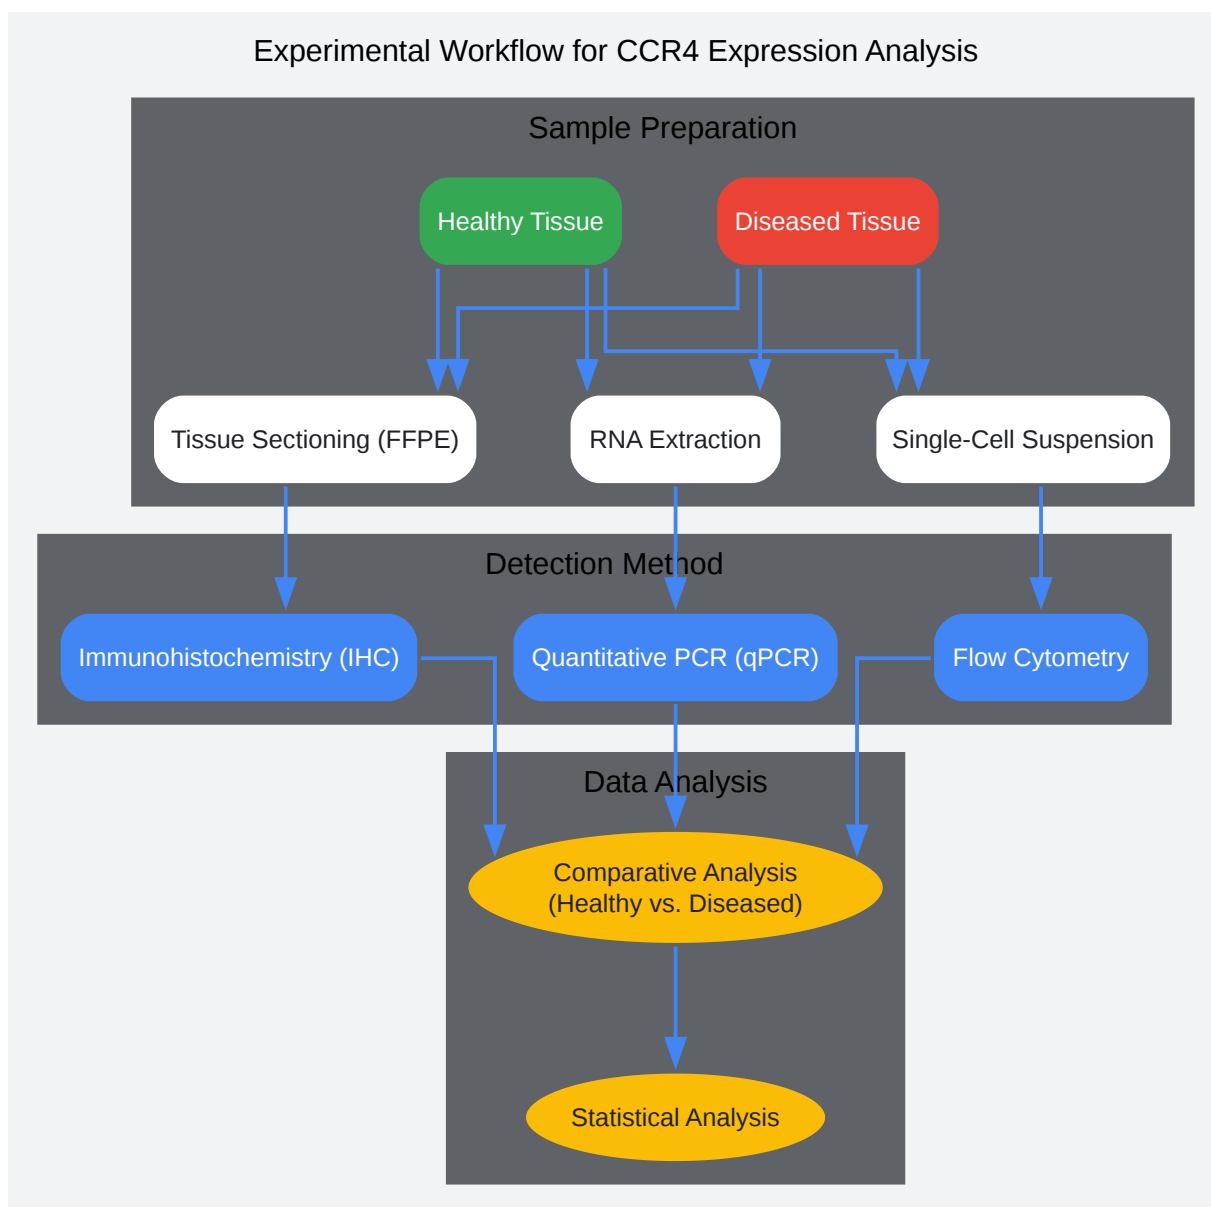 Experimental Workflow for CCR4 Expression Analysis
Sample Preparation
Healthy Tissue
Diseased Tissue
Tissue Sectioning (FFPE)
RNA Extraction
Single-Cell Suspension
Detection Method
Immunohistochemistry (IHC)
Quantitative PCR (qPCR)
Flow Cytometry
Data Analysis
Comparative Analysis
(Healthy vs. Diseased)
Statistical Analysis